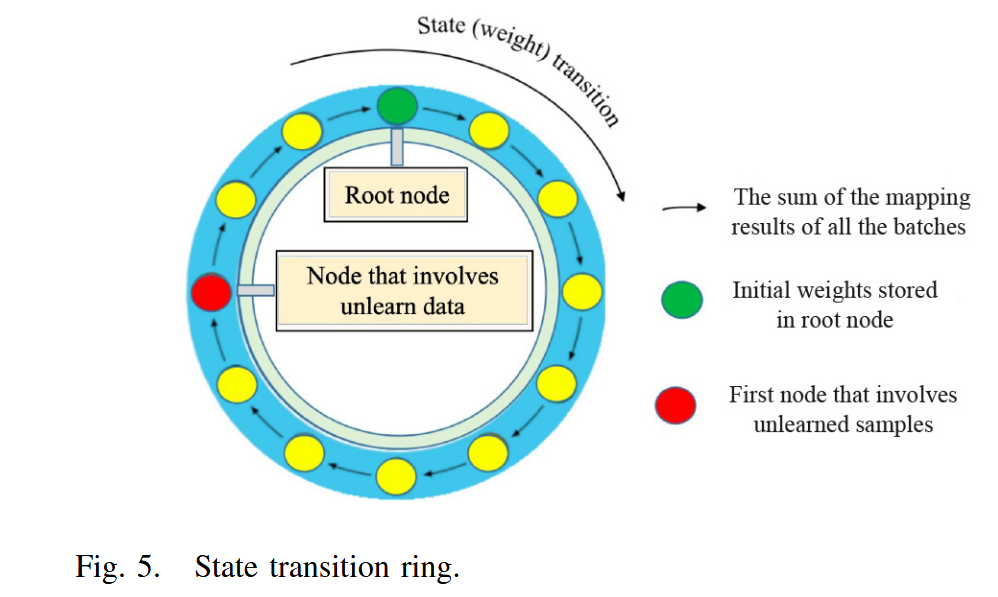 State (weight) transition
Root node
Node that involves
unlearn data
The sum of the mapping
results of all the batches
Initial weights stored
in root node
First node that involves
unlearned samples
Fig. 5. State transition ring.